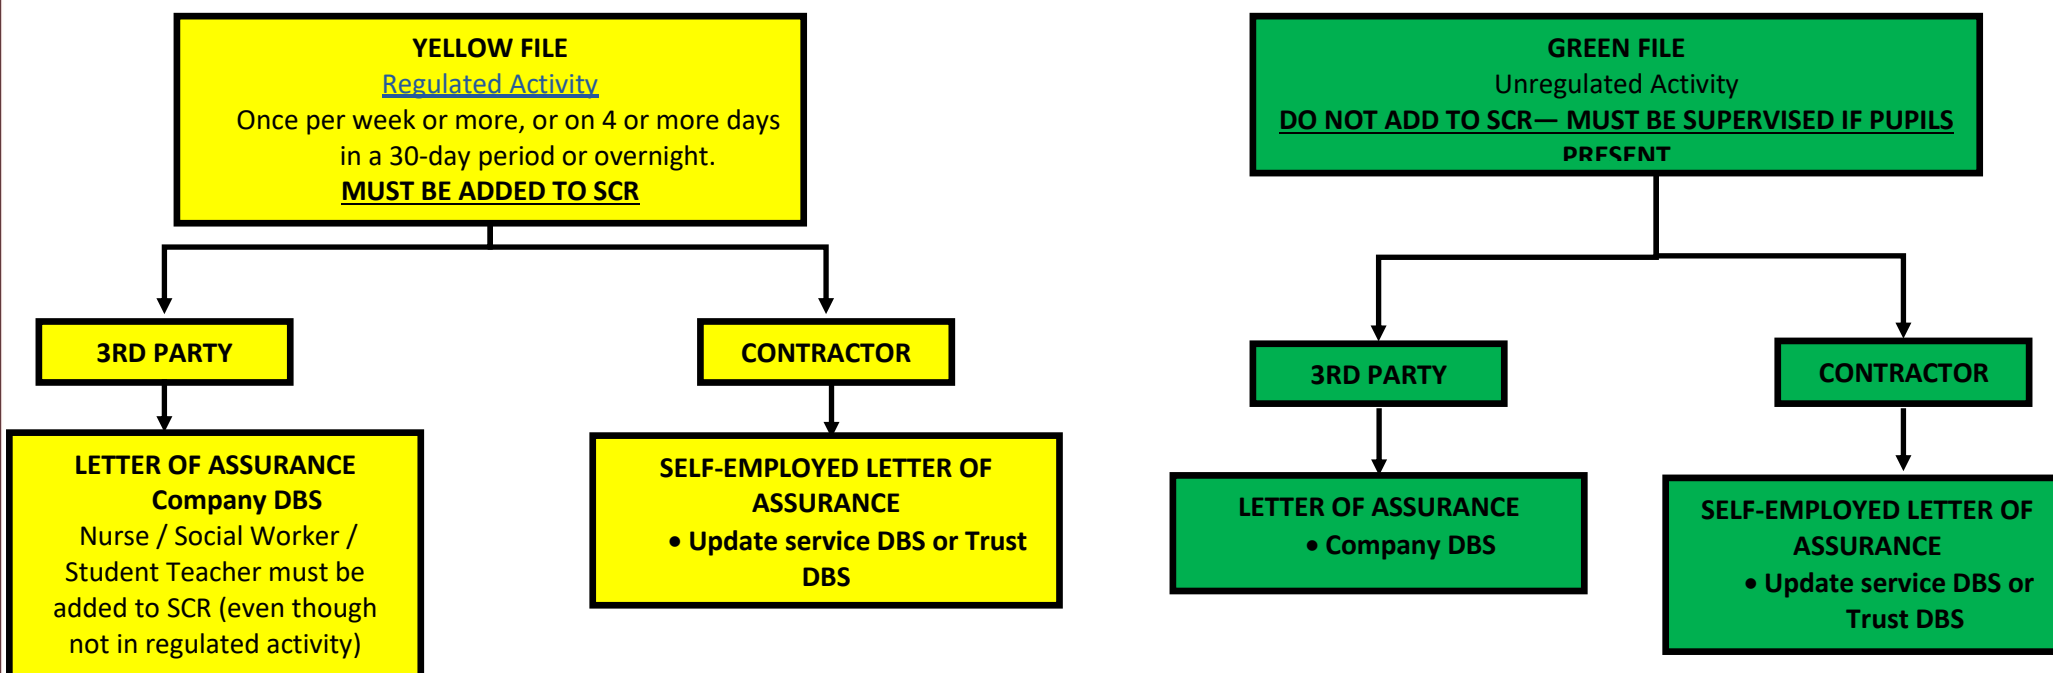 YELLOW FILE
Regulated Activity
Once per week or more, or on 4 or more days
in a 30-day period or overnight.
MUST BE ADDED TO SCR
3RD PARTY
CONTRACTOR
LETTER OF ASSURANCE
Company DBS
Nurse / Social Worker /
Student Teacher must be
added to SCR (even though
not in regulated activity)
SELF-EMPLOYED LETTER OF
ASSURANCE
• Update service DBS or Trust
DBS
GREEN FILE
Unregulated Activity
DO NOT ADD TO SCR— MUST BE SUPERVISED IF PUPILS
PRESENT
3RD PARTY
CONTRACTOR
LETTER OF ASSURANCE
• Company DBS
SELF-EMPLOYED LETTER OF
ASSURANCE
• Update service DBS or
Trust DBS